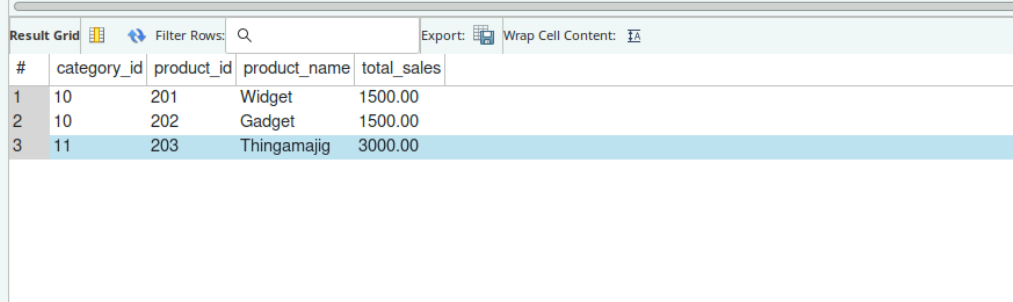 Result Grid Filter Rows: Export: Wrap Cell Content: IA
# category_id product_id product_name total_sales
1 10 201 Widget 1500.00
2 10 202 Gadget 1500.00
3 11 203 Thingamajig 3000.00